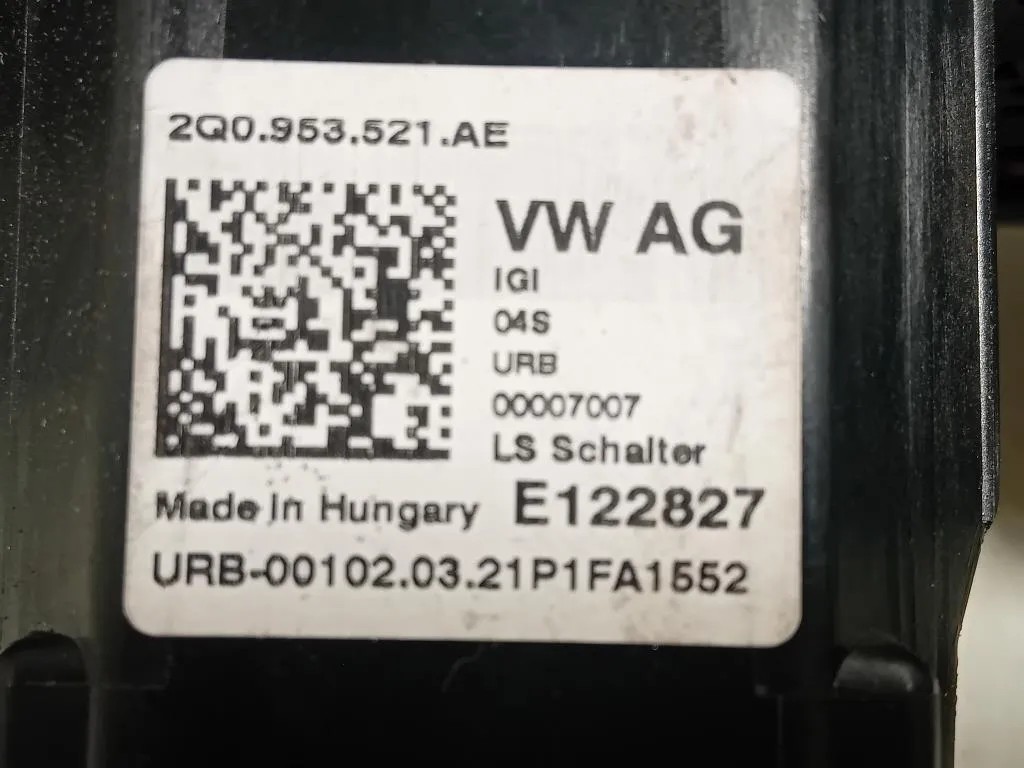 2Q0.953.521.AE
VW AG
IGI
04S
URB
00007007
LS Schalter
Made In Hungary E122827
URB-00102.03.21P1FA1552